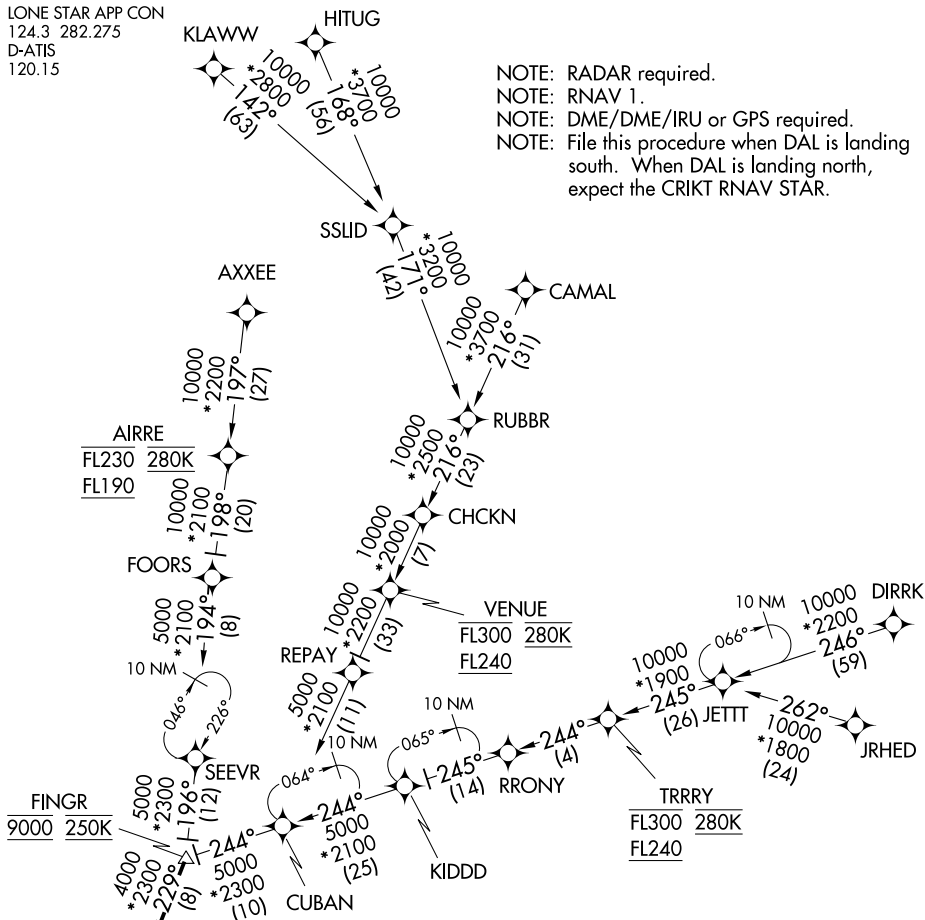 LONE STAR APP CON
124.3 282.275
D-ATIS
120.15
KLAWW
HITUG
10000
*2800
142°
(63)
10000
*3700
168°
(56)
NOTE: RADAR required.
NOTE: RNAV 1.
NOTE: DME/DME/IRU or GPS required.
NOTE: File this procedure when DAL is landing
south. When DAL is landing north,
expect the CRIKT RNAV STAR.
SSLID
10000
*3200
171°
(42)
AXXEE
CAMAL
10000
*3700
216°
(31)
10000
*2200
197°
(27)
RUBBR
AIRRE
FL230 280K
FL190
10000
*2500
216°
(23)
10000
*2100
198°
(20)
CHCKN
10000
*2000
(7)
FOORS
VENUE
FL300 280K
FL240
5000
*2100
194°
(8)
10000
*2200
(33)
REPAY
5000
*2100
(11)
10 NM
DIRRK
10000
*2200
246°
(59)
066°
10000
*1900
245°
(26)
JETTT
262°
10000
*1800
(24)
JRHED
10 NM
046°
226°
SEEVR
10 NM
065°
244°
(4)
245°
(14)
RRONY
TRRRY
FL300 280K
FL240
10 NM
064°
244°
5000
*2100
(25)
KIDDD
5000
*2300
196°
(12)
FINGR
9000 250K
244°
5000
*2300
(10)
CUBAN
4000
*2300
229°
(8)